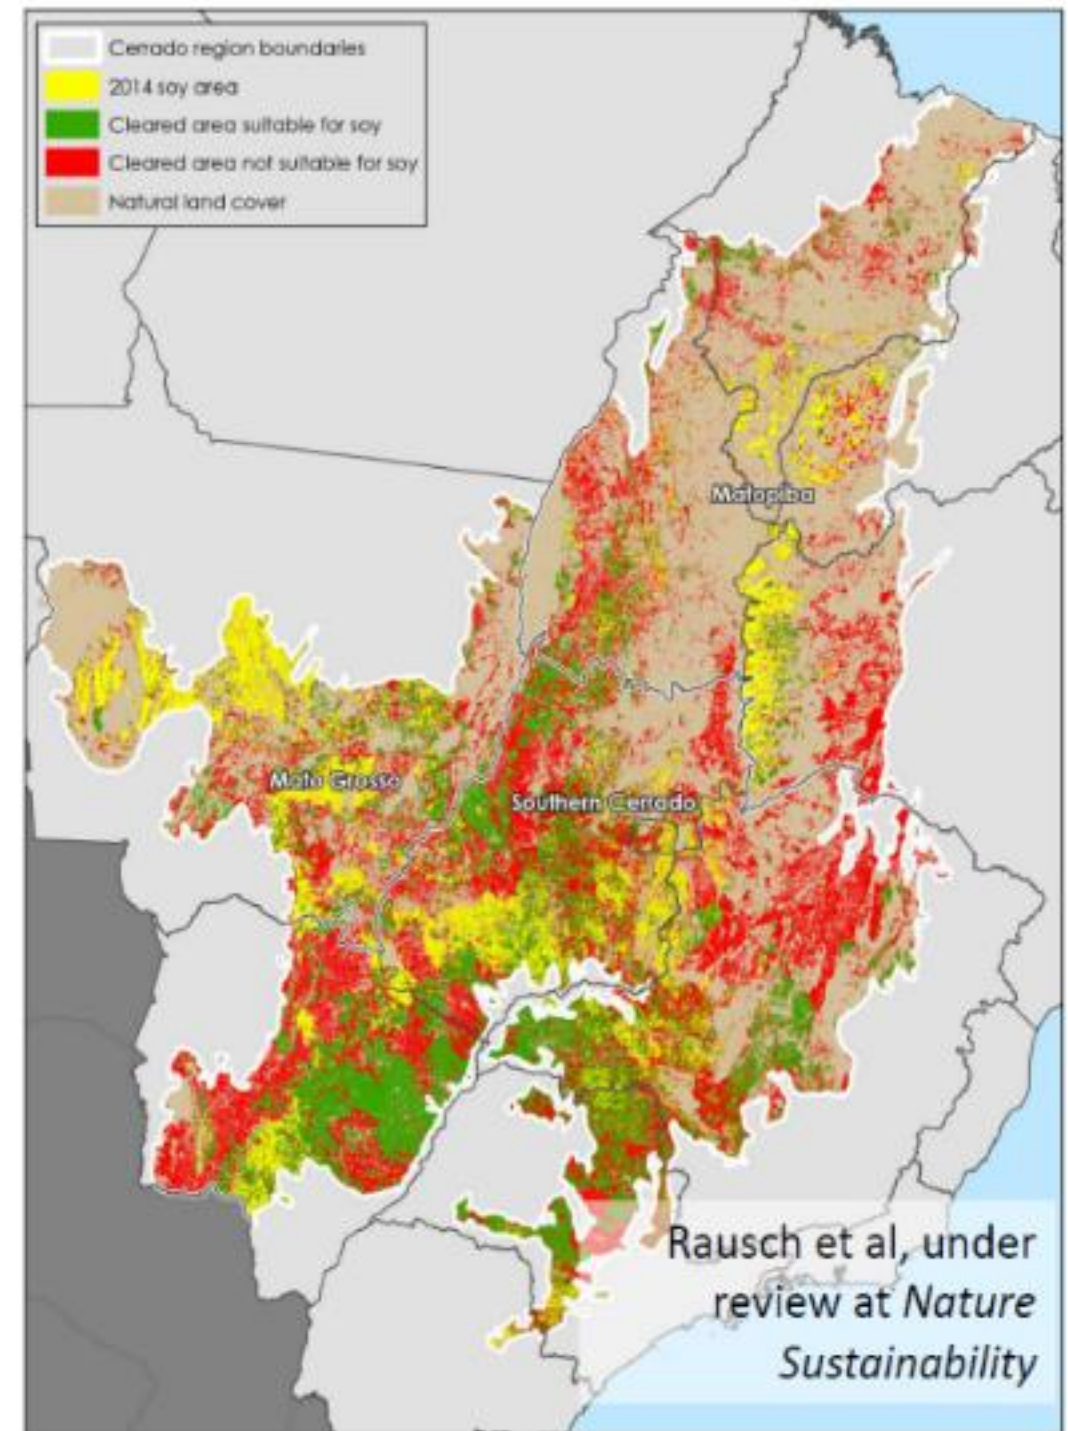 Cerrado region boundaries
2014 soy area
Cleared area suitable for soy
Cleared area not suitable for soy
Natural land cover
Matopiba
Mato Grosso
Southern Cerrado
Rausch et al, under
review at Nature
Sustainability